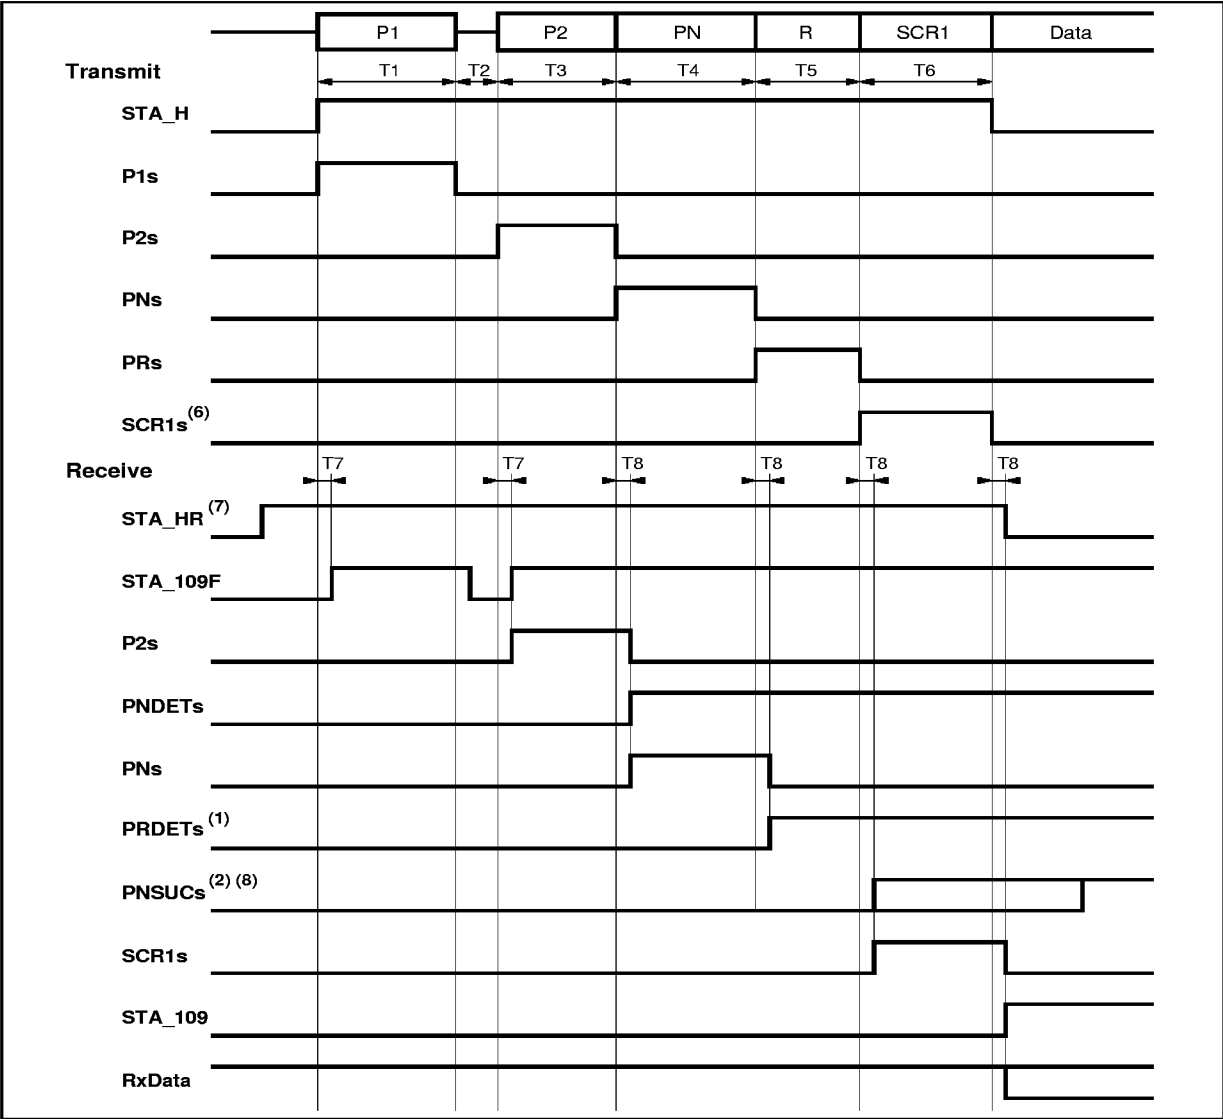 P1 P2 PN R SCR1 Data
Transmit T1 T2 T3 T4 T5 T6
STA_H
P1s
P2s
PNs
PRs
SCR1s(6)
Receive T7 T7 T8 T8 T8 T8
STA_HR(7)
STA_109F
P2s
PNDETs
PNs
PRDETs(1)
PNSUCs(2)(8)
SCR1s
STA_109
RxData